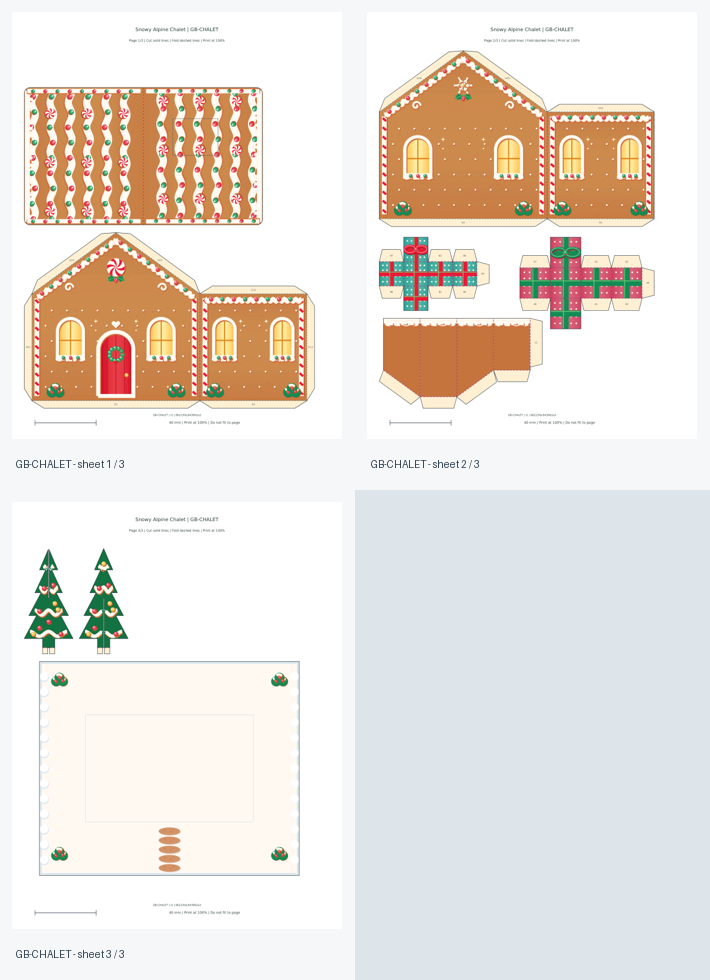 Snowy Alpine Chalet | GB-CHALET
Page 1/3 | Cut solid lines | Fold dashed lines | Print at 100%
40 mm | Print at 100% | Do not fit to page
GB-CHALET - sheet 1 / 3
Snowy Alpine Chalet | GB-CHALET
Page 2/3 | Cut solid lines | Fold dashed lines | Print at 100%
40 mm | Print at 100% | Do not fit to page
GB-CHALET - sheet 2 / 3
Snowy Alpine Chalet | GB-CHALET
Page 3/3 | Cut solid lines | Fold dashed lines | Print at 100%
40 mm | Print at 100% | Do not fit to page
GB-CHALET - sheet 3 / 3